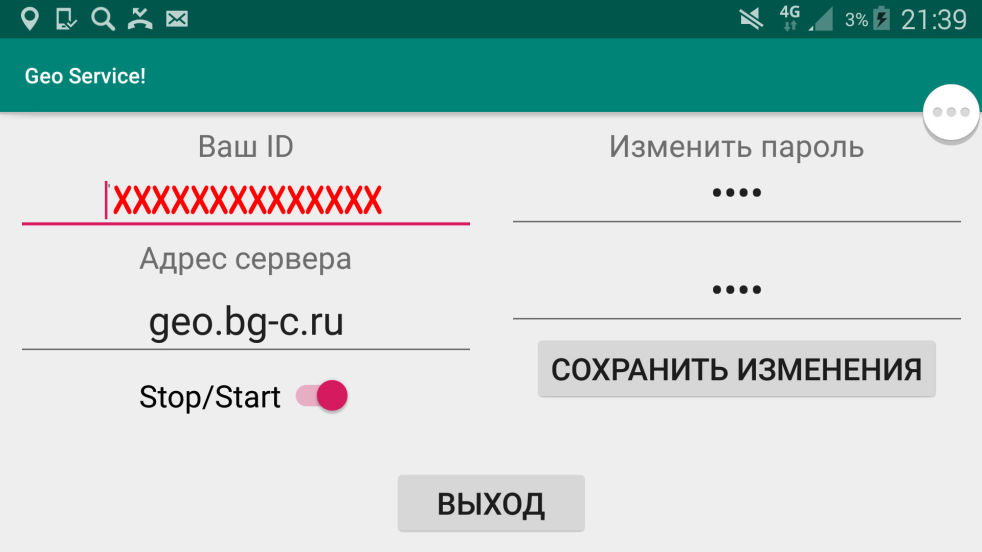 4G 3% 21:39
Geo Service!
Ваш ID
XXXXXXXXXXXXXX
Адрес сервера
geo.bg-c.ru
Stop/Start
Изменить пароль
••••
••••
СОХРАНИТЬ ИЗМЕНЕНИЯ
ВЫХОД